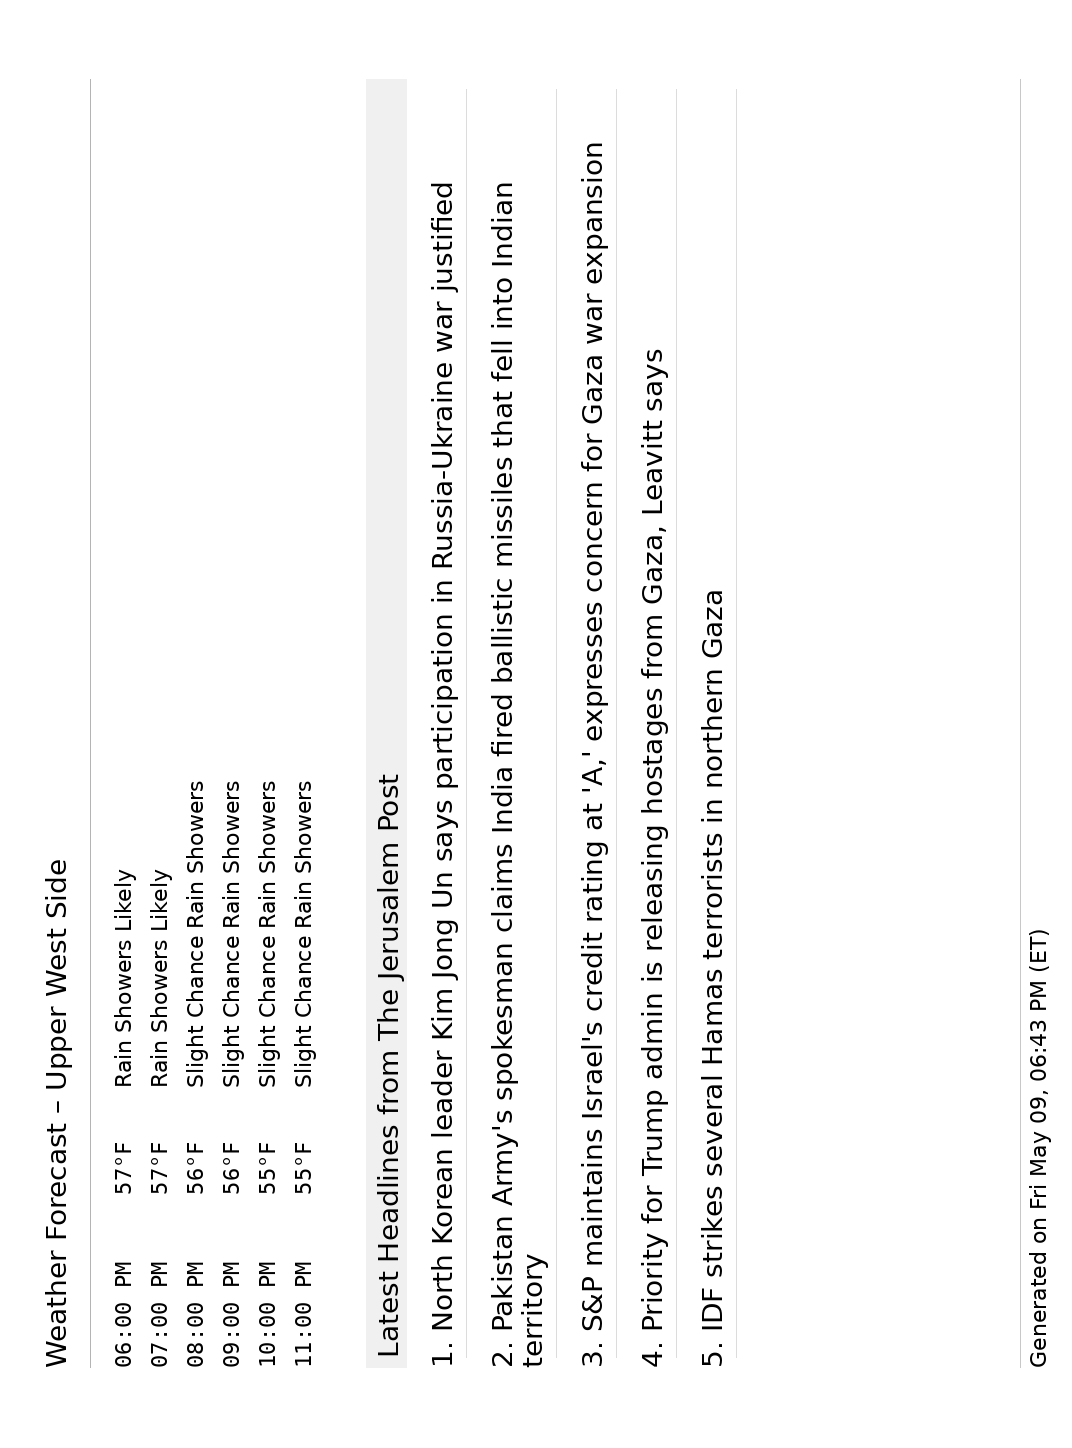 Weather Forecast – Upper West Side
06:00 PM 57°F Rain Showers Likely
07:00 PM 57°F Rain Showers Likely
08:00 PM 56°F Slight Chance Rain Showers
09:00 PM 56°F Slight Chance Rain Showers
10:00 PM 55°F Slight Chance Rain Showers
11:00 PM 55°F Slight Chance Rain Showers
Latest Headlines from The Jerusalem Post
1. North Korean leader Kim Jong Un says participation in Russia-Ukraine war justified
2. Pakistan Army's spokesman claims India fired ballistic missiles that fell into Indian
territory
3. S&P maintains Israel's credit rating at 'A,' expresses concern for Gaza war expansion
4. Priority for Trump admin is releasing hostages from Gaza, Leavitt says
5. IDF strikes several Hamas terrorists in northern Gaza
Generated on Fri May 09, 06:43 PM (ET)